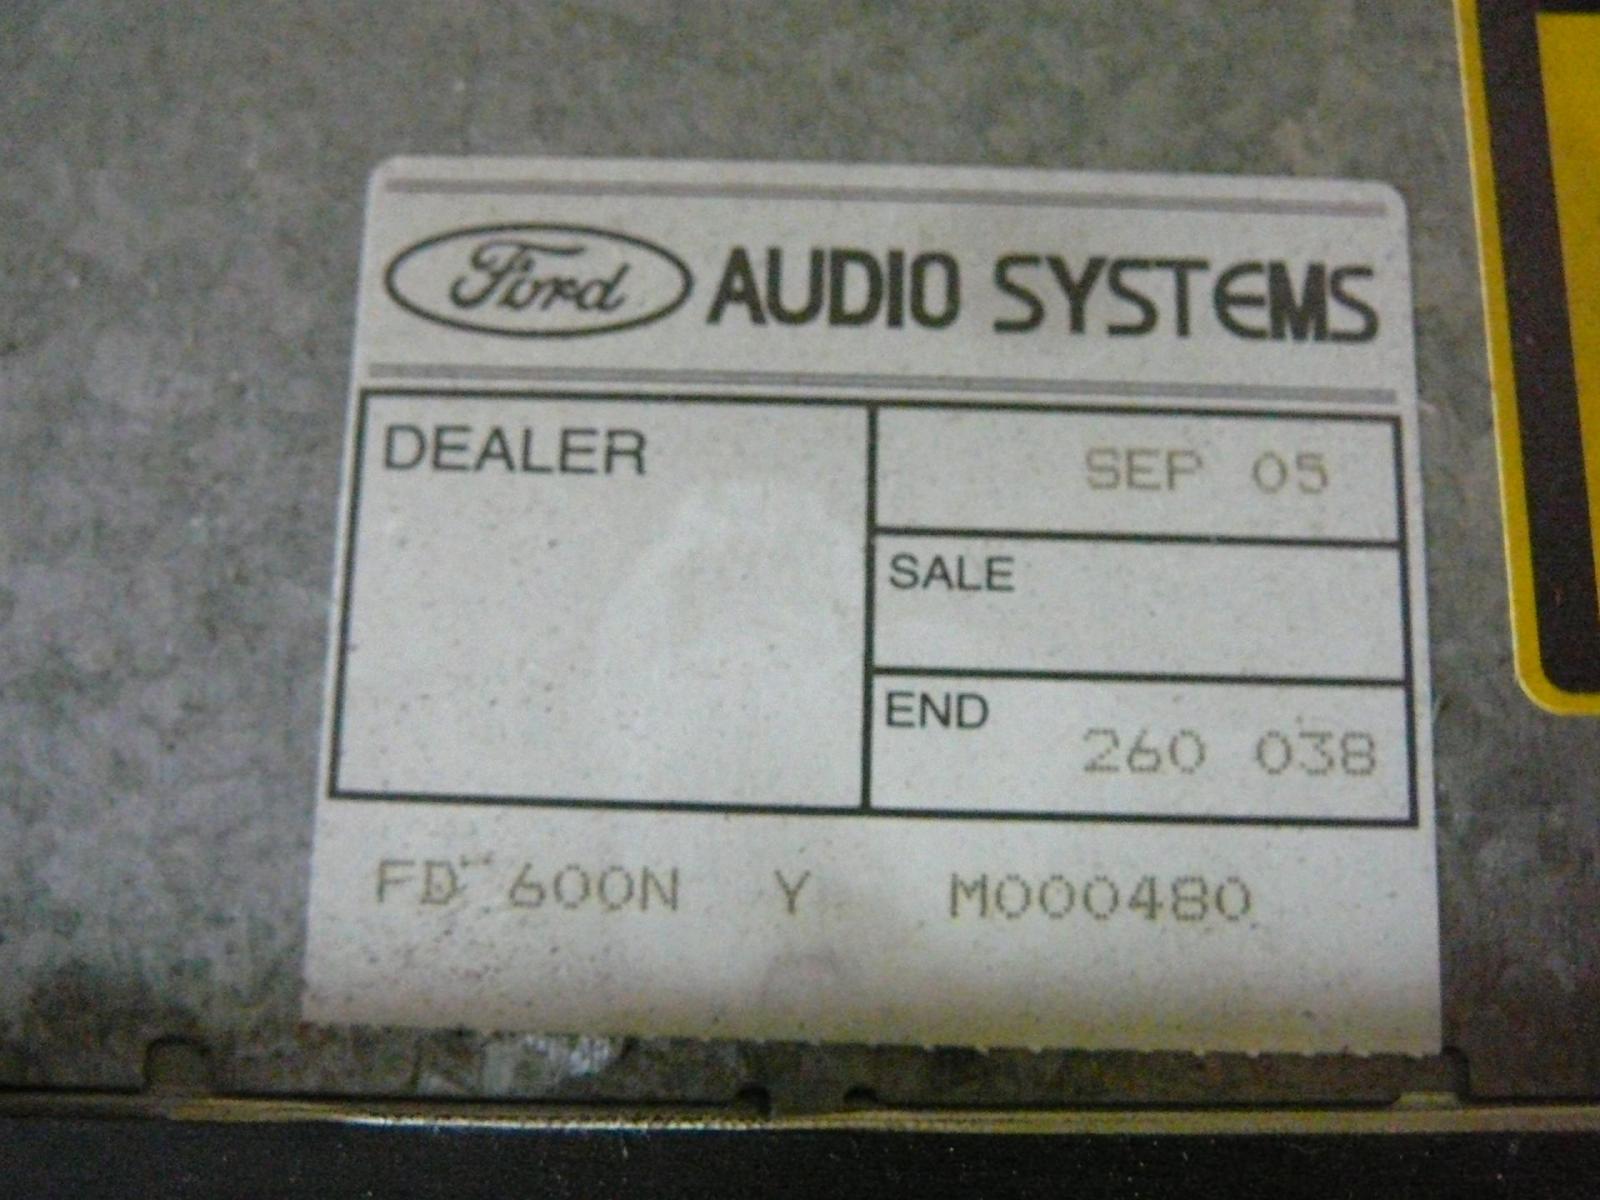 Ford AUDIO SYSTEMS
DEALER
SEP 05
SALE
END
260 038
FD 600N Y M000480